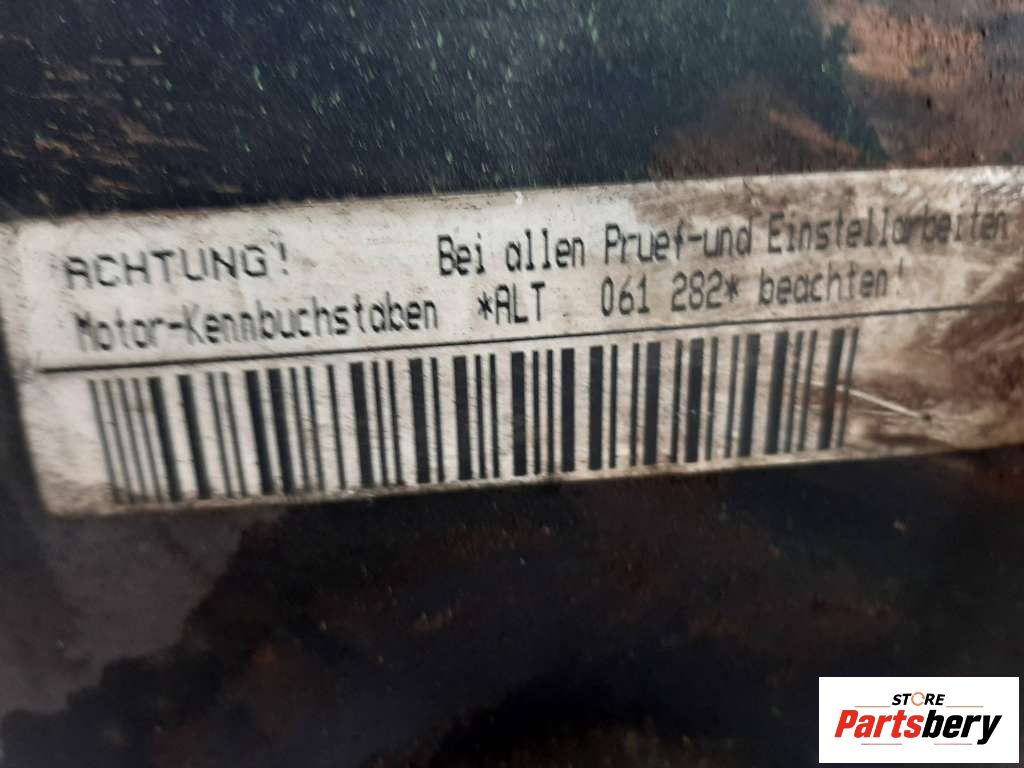 ACHTUNG! Bei allen Pruef-und Einstellarbeiten
Motor-Kennbuchstaben *ALT 061 282* beachten!
STORE
Partsbery